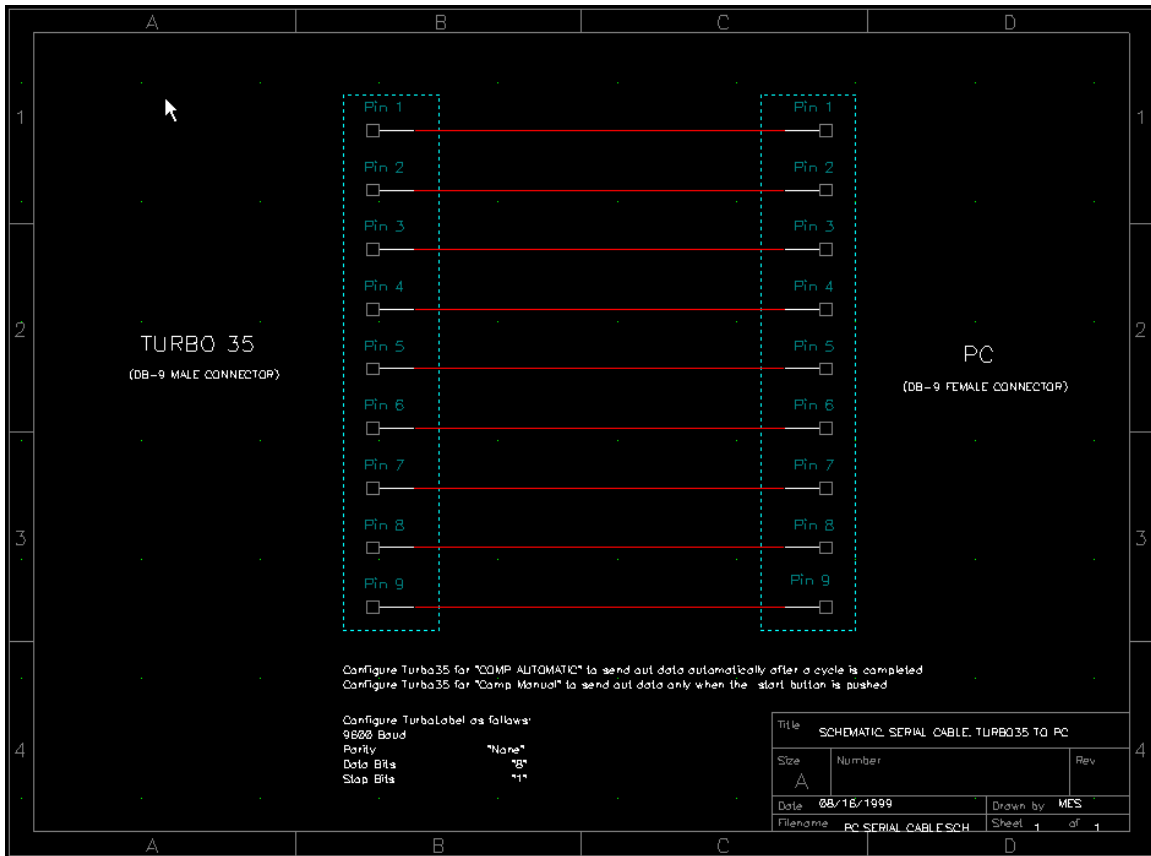 A B C D
1 1
Pin 1 Pin 1
Pin 2 Pin 2
Pin 3 Pin 3
Pin 4 Pin 4
2 2
TURBO 35
(DB-9 MALE CONNECTOR)
Pin 5 Pin 5
PC
(DB-9 FEMALE CONNECTOR)
Pin 6 Pin 6
Pin 7 Pin 7
Pin 8 Pin 8
3 3
Pin 9 Pin 9
Configure Turbo35 for "COMP AUTOMATIC" to send out data automatically after a cycle is completed
Configure Turbo35 for "Comp Manual" to send out data only when the start button is pushed
Configure TurboLabel as follows:
9600 Baud
Parity "None"
Data Bits "8"
Stop Bits "1"
4 4
Title SCHEMATIC, SERIAL CABLE, TURBO35 TO PC
Size A Number Rev
Date 08/16/1999 Drawn by MES
Filename PC SERIAL CABLE.SCH Sheet 1 of 1
A B C D